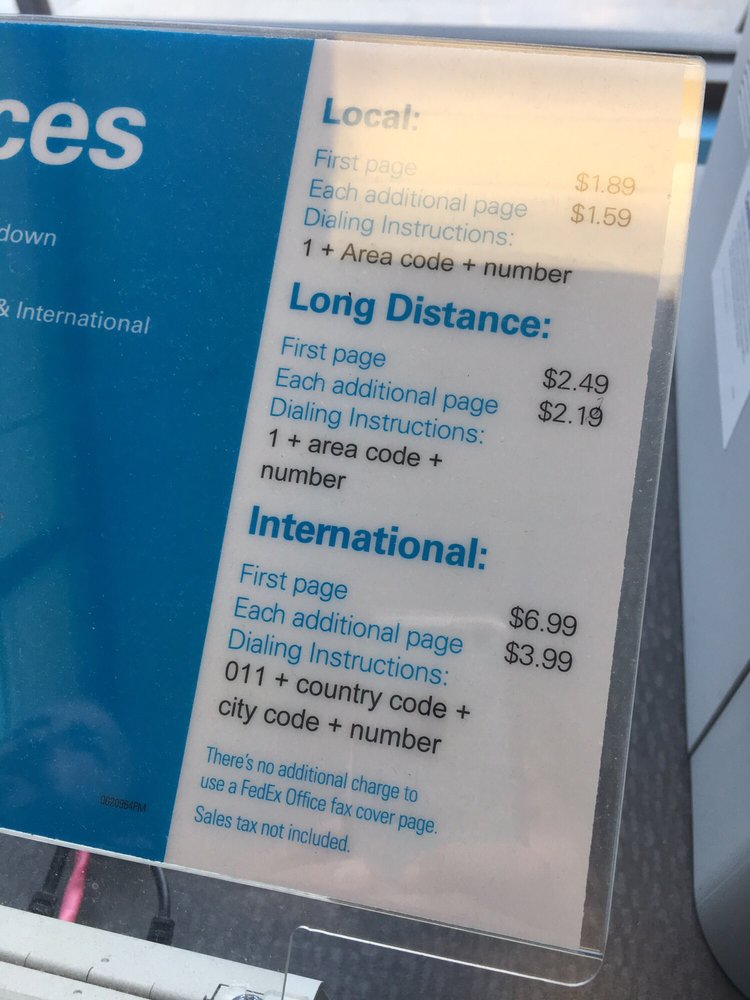 ces
down
& International
0020964PM
Local:
First page $1.89
Each additional page $1.59
Dialing Instructions:
1 + Area code + number
Long Distance:
First page $2.49
Each additional page $2.19
Dialing Instructions:
1 + area code +
number
International:
First page $6.99
Each additional page $3.99
Dialing Instructions:
011 + country code +
city code + number
There's no additional charge to
use a FedEx Office fax cover page.
Sales tax not included.